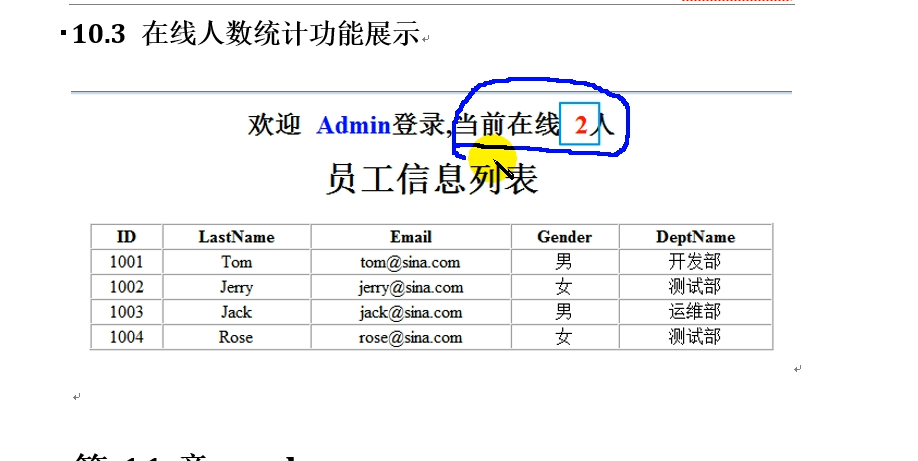 ▪10.3 在线人数统计功能展示
欢迎 Admin登录,当前在线 2人
员工信息列表
ID LastName Email Gender DeptName
1001 Tom tom@sina.com 男 开发部
1002 Jerry jerry@sina.com 女 测试部
1003 Jack jack@sina.com 男 运维部
1004 Rose rose@sina.com 女 测试部